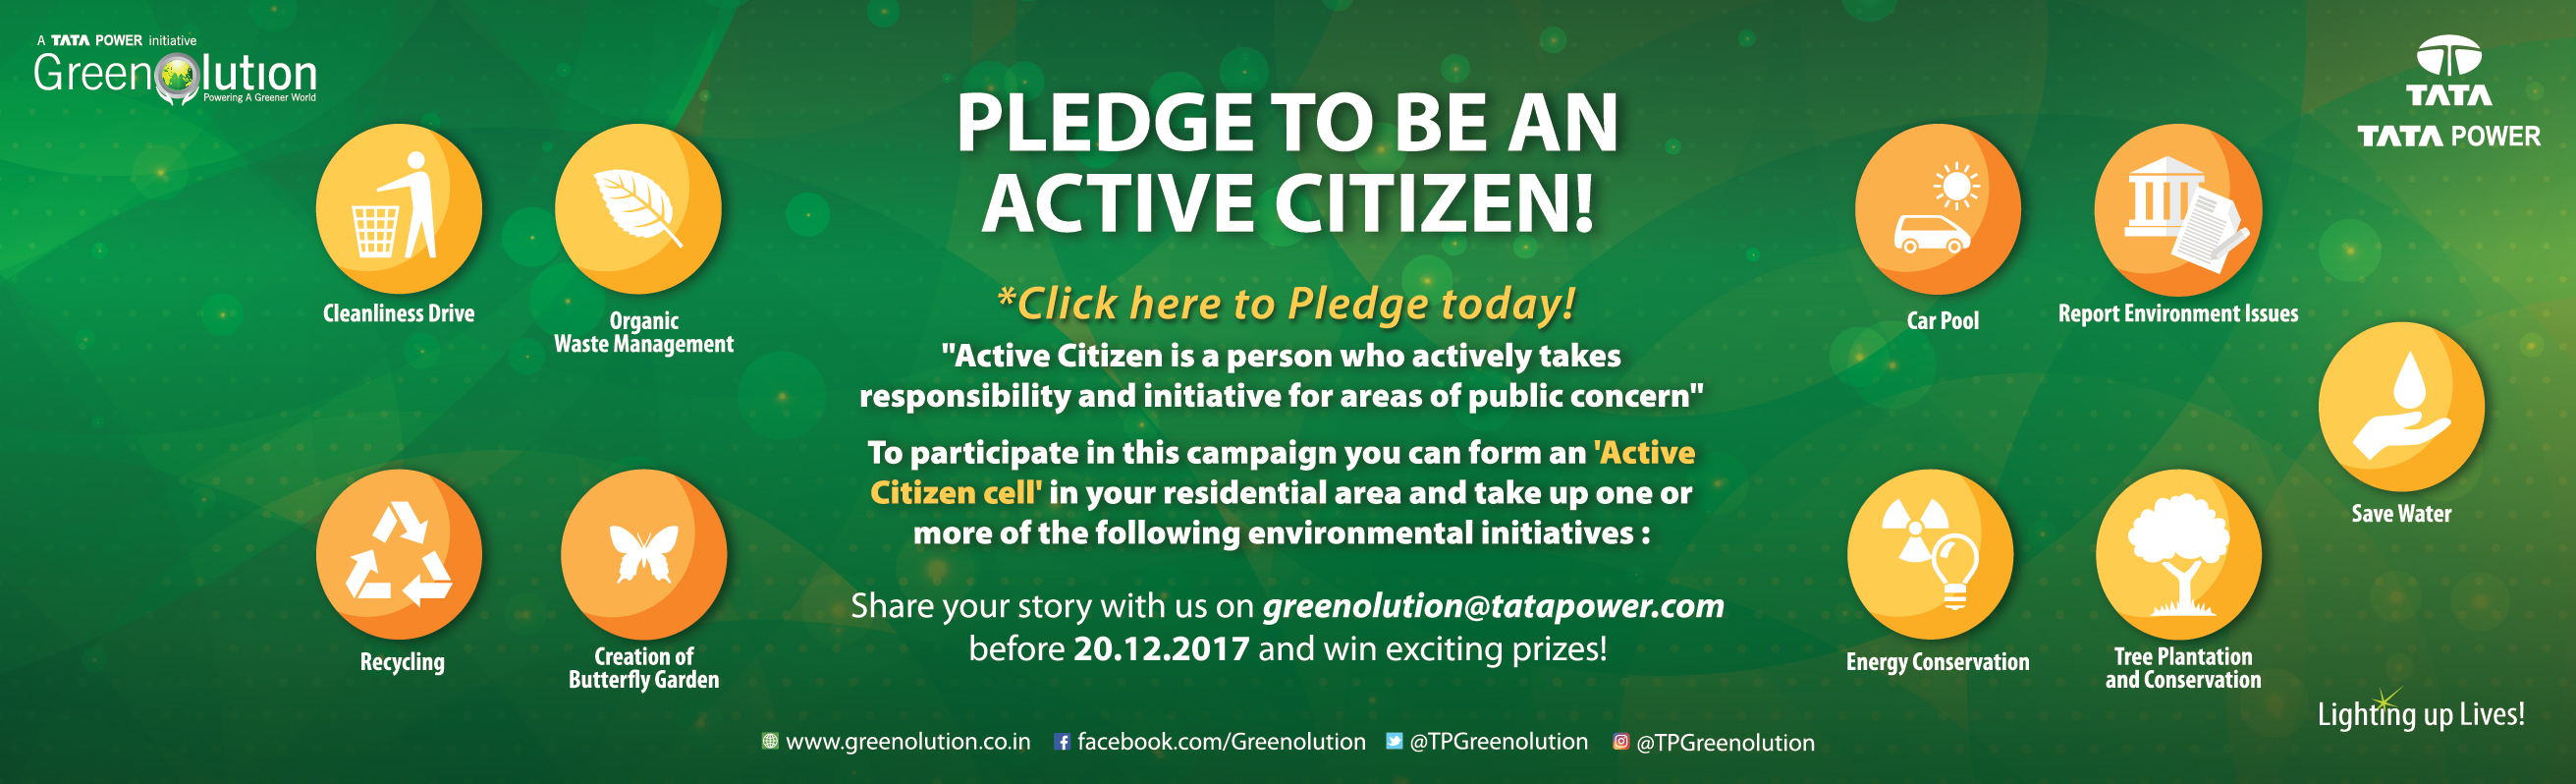 A TATA POWER initiative
Greenolution
Powering A Greener World
TATA
TATA POWER
PLEDGE TO BE AN
ACTIVE CITIZEN!
*Click here to Pledge today!
"Active Citizen is a person who actively takes
responsibility and initiative for areas of public concern"
To participate in this campaign you can form an 'Active
Citizen cell' in your residential area and take up one or
more of the following environmental initiatives :
Share your story with us on greenolution@tatapower.com
before 20.12.2017 and win exciting prizes!
Cleanliness Drive
Organic
Waste Management
Recycling
Creation of
Butterfly Garden
Car Pool
Report Environment Issues
Save Water
Energy Conservation
Tree Plantation
and Conservation
Lighting up Lives!
www.greenolution.co.in facebook.com/Greenolution @TPGreenolution @TPGreenolution